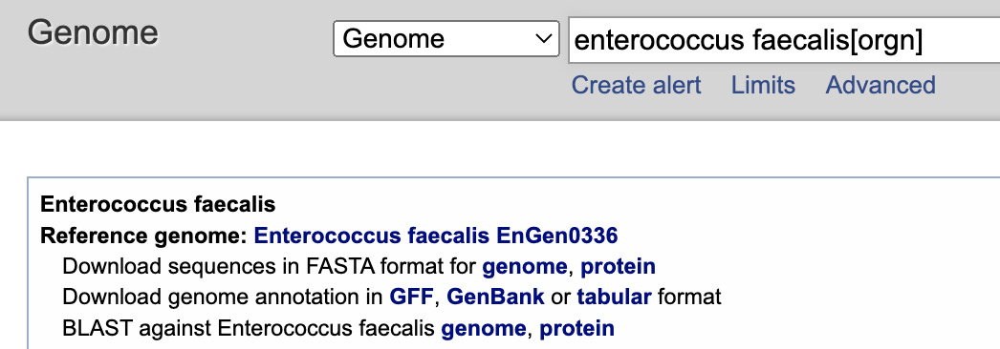 Genome
Genome
enterococcus faecalis[orgn]
Create alert Limits Advanced
Enterococcus faecalis
Reference genome: Enterococcus faecalis EnGen0336
Download sequences in FASTA format for genome, protein
Download genome annotation in GFF, GenBank or tabular format
BLAST against Enterococcus faecalis genome, protein